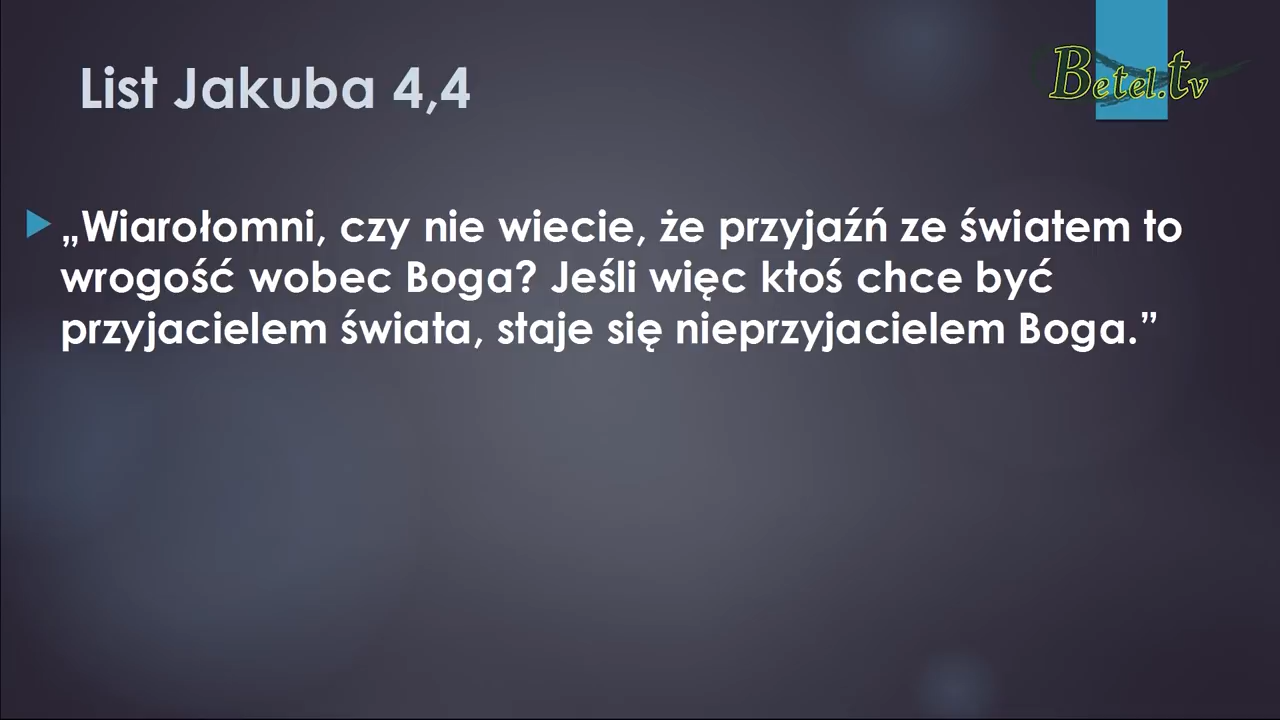 List Jakuba 4,4
Betel.tv
„Wiarołomni, czy nie wiecie, że przyjaźń ze światem to
wrogość wobec Boga? Jeśli więc ktoś chce być
przyjacielem świata, staje się nieprzyjacielem Boga.”